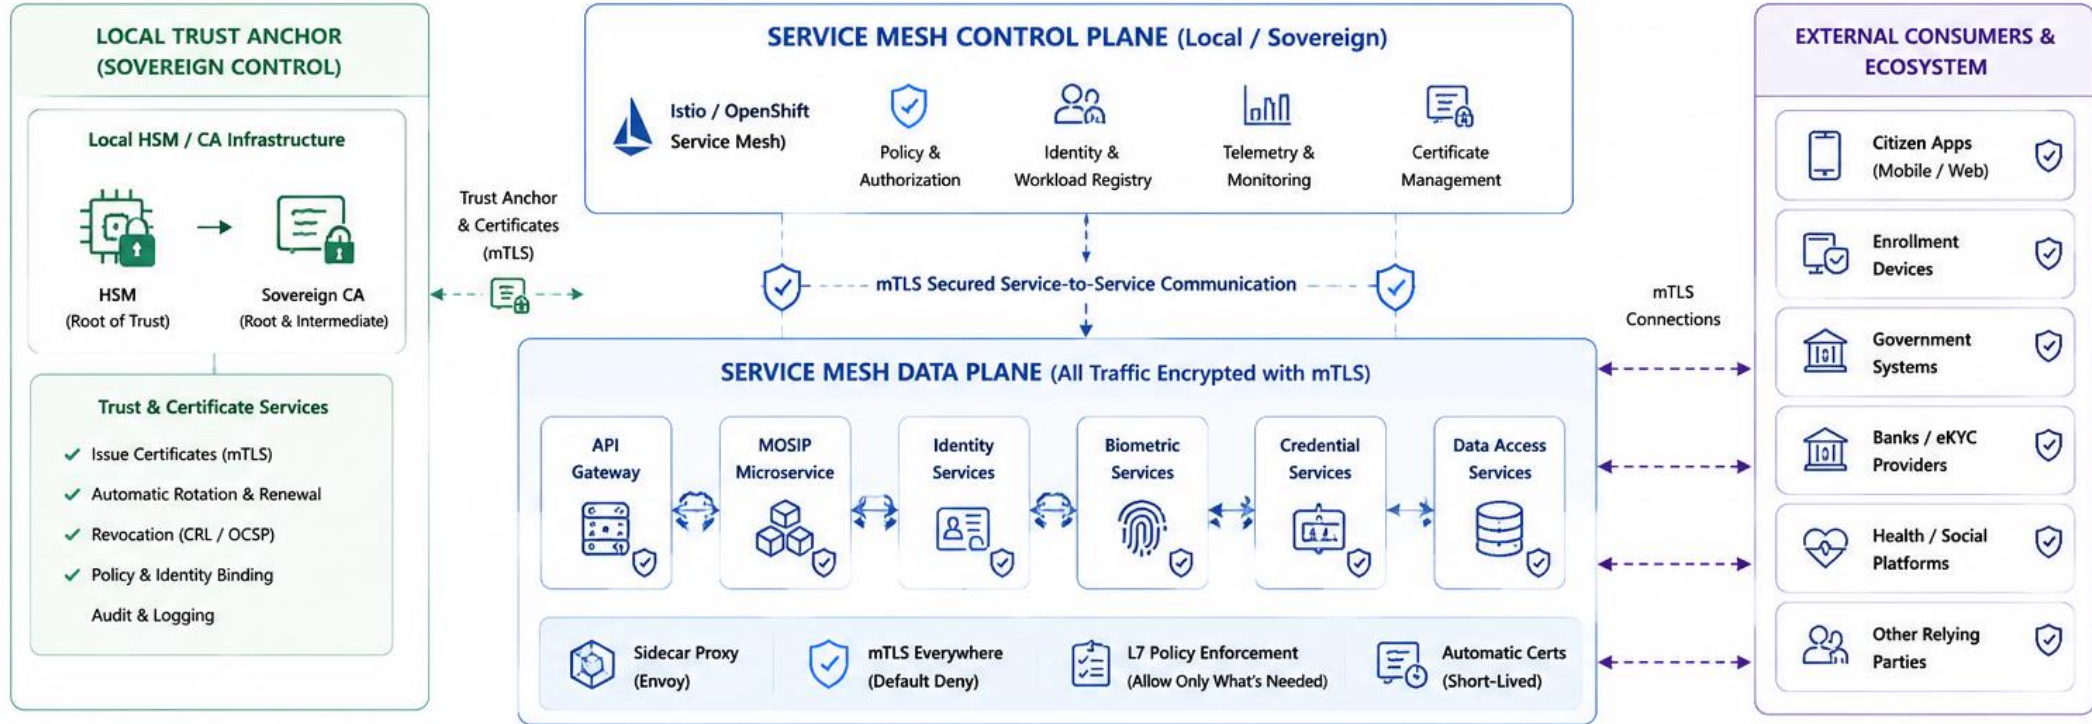 LOCAL TRUST ANCHOR
(SOVEREIGN CONTROL)
Local HSM / CA Infrastructure
HSM
(Root of Trust)
Sovereign CA
(Root & Intermediate)
Trust & Certificate Services
Issue Certificates (mTLS)
Automatic Rotation & Renewal
Revocation (CRL / OCSP)
Policy & Identity Binding
Audit & Logging
Trust Anchor
& Certificates
(mTLS)
SERVICE MESH CONTROL PLANE (Local / Sovereign)
Istio / OpenShift
Service Mesh)
Policy &
Authorization
Identity &
Workload Registry
Telemetry &
Monitoring
Certificate
Management
mTLS Secured Service-to-Service Communication
SERVICE MESH DATA PLANE (All Traffic Encrypted with mTLS)
API
Gateway
MOSIP
Microservice
Identity
Services
Biometric
Services
Credential
Services
Data Access
Services
Sidecar Proxy
(Envoy)
mTLS Everywhere
(Default Deny)
L7 Policy Enforcement
(Allow Only What's Needed)
Automatic Certs
(Short-Lived)
mTLS
Connections
EXTERNAL CONSUMERS &
ECOSYSTEM
Citizen Apps
(Mobile / Web)
Enrollment
Devices
Government
Systems
Banks / eKYC
Providers
Health / Social
Platforms
Other Relying
Parties